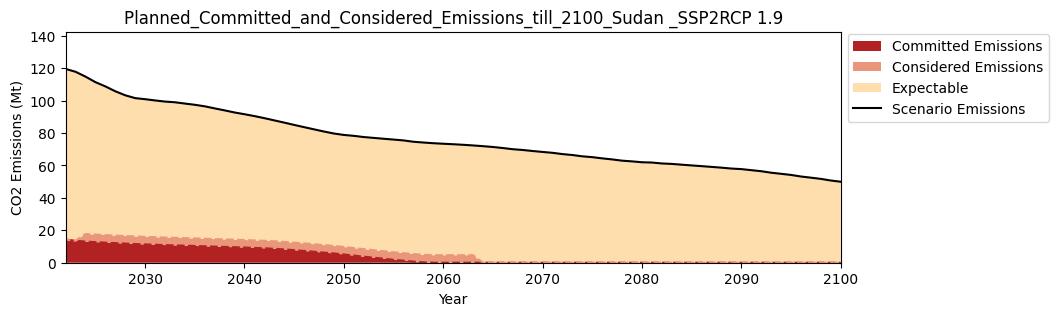 Planned_Committed_and_Considered_Emissions_till_2100_Sudan _SSP2RCP 1.9
140
120
100
80
60
40
20
0
CO2 Emissions (Mt)
2030
2040
2050
2060
2070
2080
2090
2100
Year
Committed Emissions
Considered Emissions
Expectable
Scenario Emissions